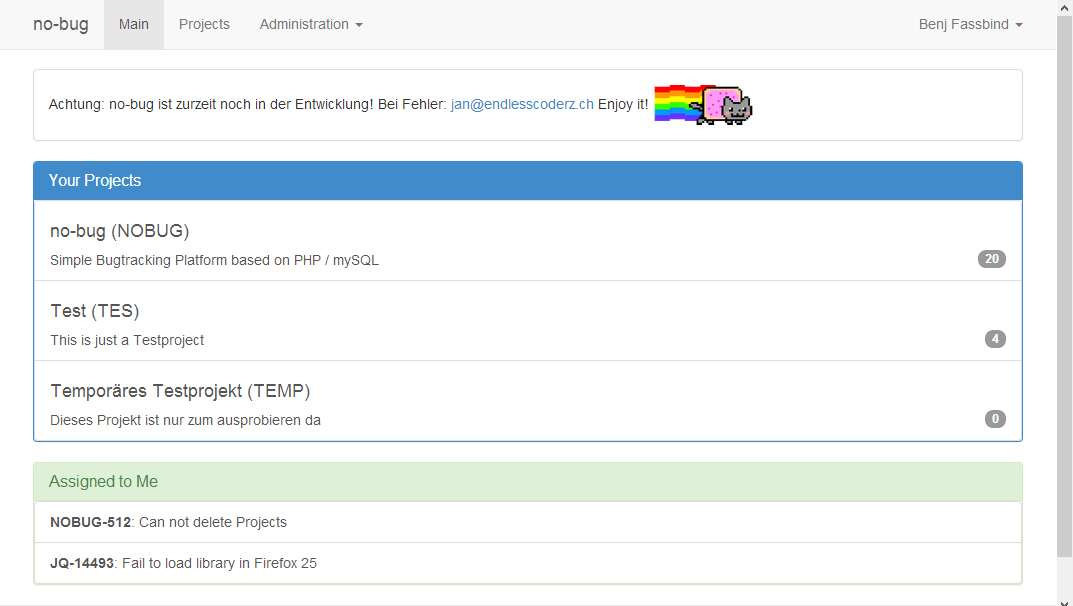 no-bug Main Projects Administration Benj Fassbind
Achtung: no-bug ist zurzeit noch in der Entwicklung! Bei Fehler: jan@endlesscoderz.ch Enjoy it!
Your Projects
no-bug (NOBUG)
Simple Bugtracking Platform based on PHP / mySQL 20
Test (TES)
This is just a Testproject 4
Temporäres Testprojekt (TEMP)
Dieses Projekt ist nur zum ausprobieren da 0
Assigned to Me
NOBUG-512: Can not delete Projects
JQ-14493: Fail to load library in Firefox 25